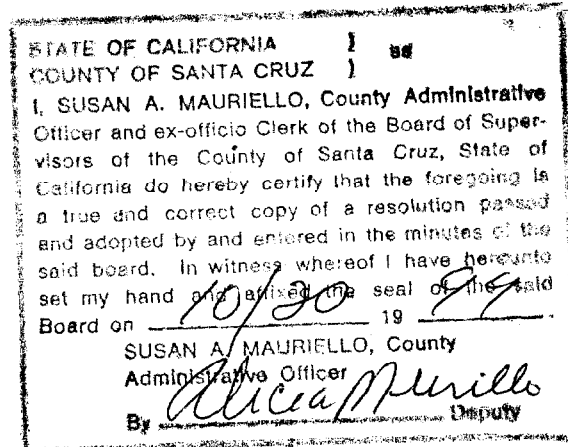 STATE OF CALIFORNIA ) ss
COUNTY OF SANTA CRUZ )
I, SUSAN A. MAURIELLO, County Administrative
Officer and ex-officio Clerk of the Board of Super-
visors of the County of Santa Cruz, State of
California do hereby certify that the foregoing is
a true and correct copy of a resolution passed
and adopted by and entered in the minutes of the
said board. In witness whereof I have hereunto
set my hand and affixed the seal of the said
Board on 10/20 19 99
SUSAN A. MAURIELLO, County
Administrative Officer
By Alicia Murillo Deputy